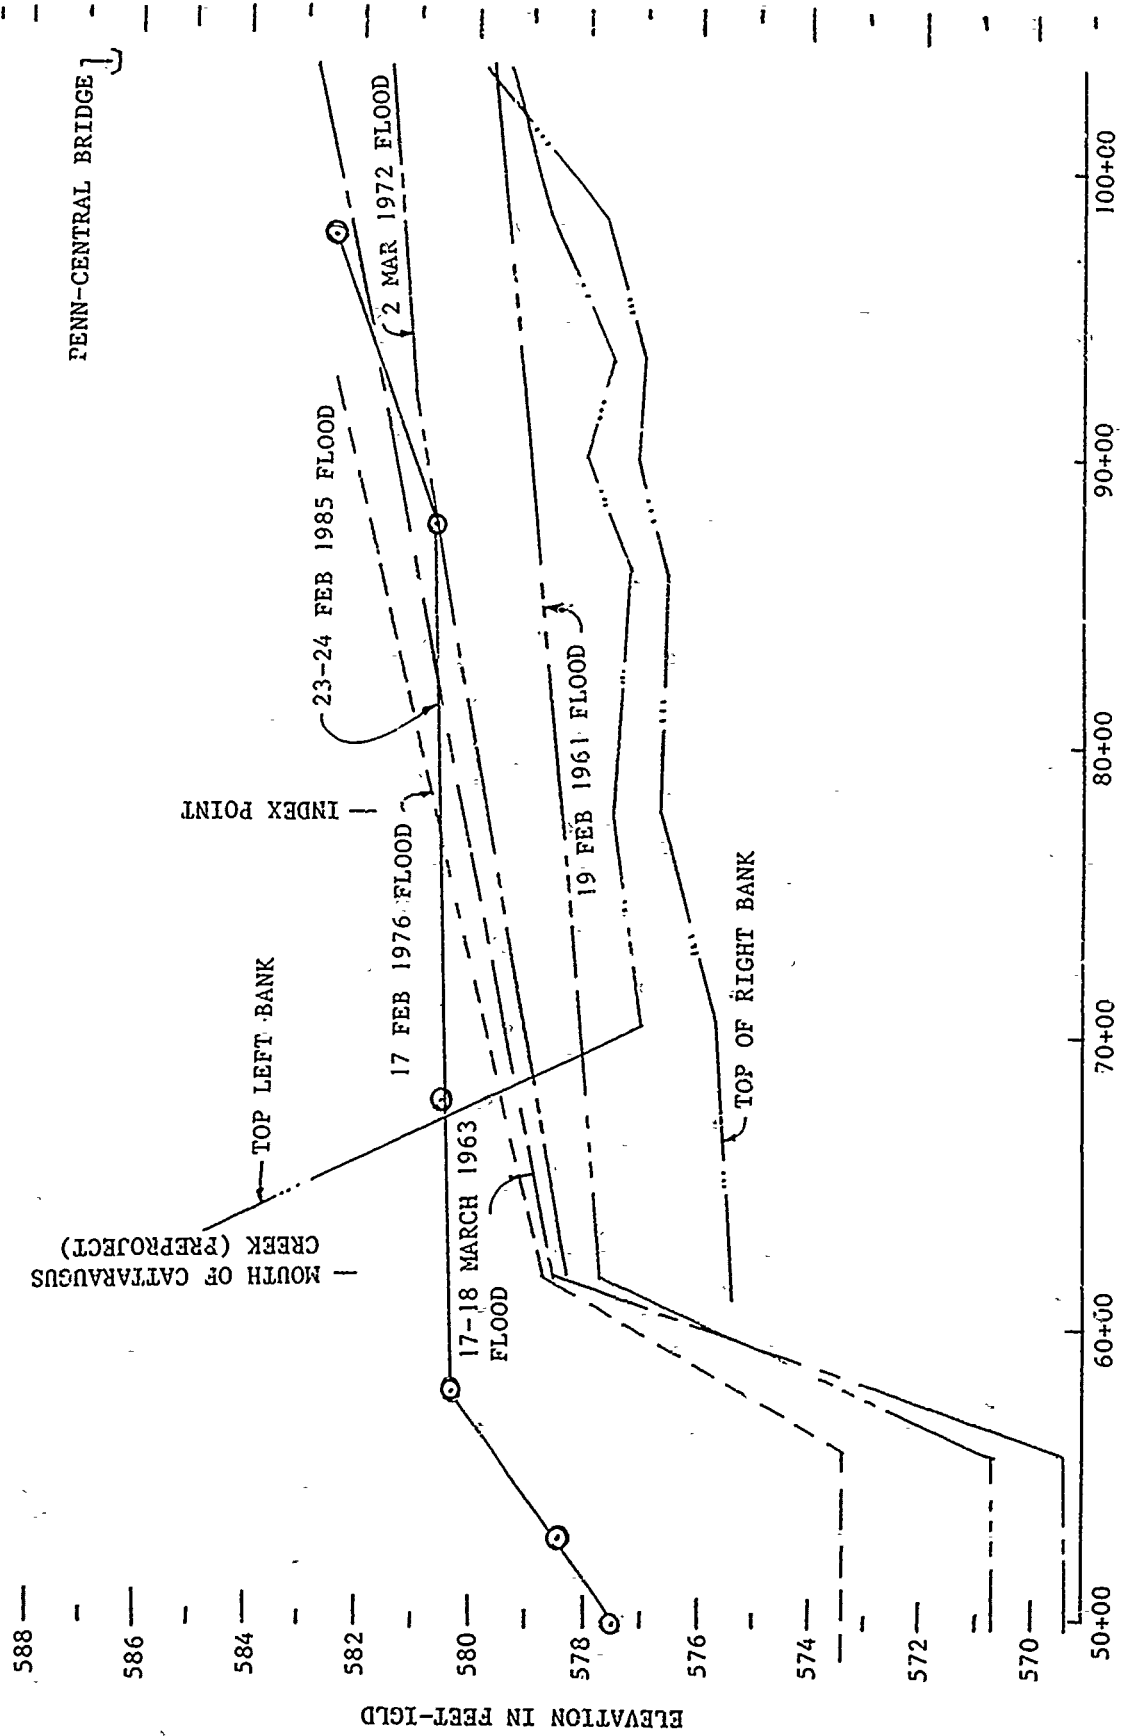 PENN-CENTRAL BRIDGE
23-24 FEB 1985 FLOOD
2 MAR 1972 FLOOD
— INDEX POINT
17 FEB 1976 FLOOD
TOP LEFT BANK
— MOUTH OF CATTARAUGUS
CREEK (PREPROJECT)
17-18 MARCH 1963
FLOOD
19 FEB 1961 FLOOD
TOP OF RIGHT BANK
ELEVATION IN FEET-IGLD
588
586
584
582
580
578
576
574
572
570
50+00
60+00
70+00
80+00
90+00
100+00